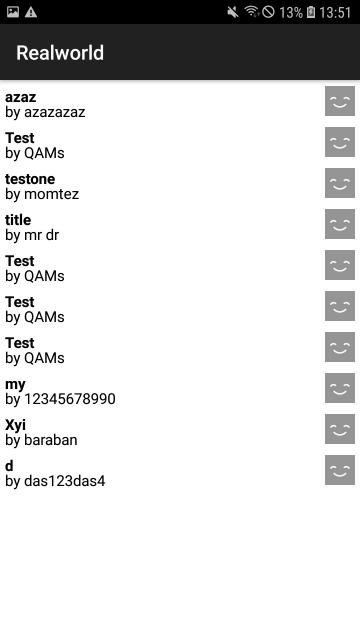 13% 13:51
Realworld
azaz
by azazazaz
Test
by QAMs
testone
by momtez
title
by mr dr
Test
by QAMs
Test
by QAMs
Test
by QAMs
my
by 12345678990
Xyi
by baraban
d
by das123das4